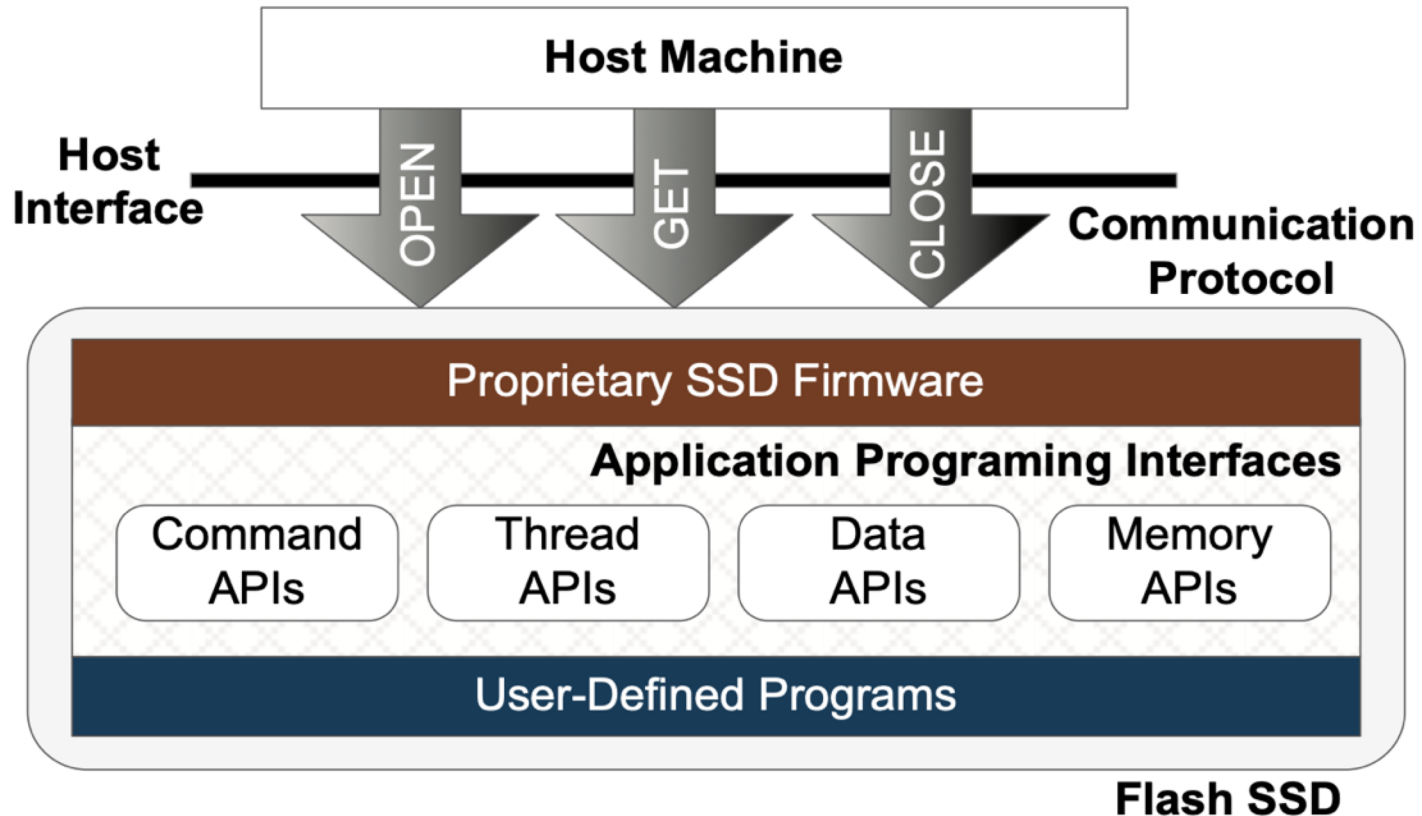 Host Machine
Host
Interface
OPEN
GET
CLOSE
Communication
Protocol
Proprietary SSD Firmware
Application Programing Interfaces
Command
APIs
Thread
APIs
Data
APIs
Memory
APIs
User-Defined Programs
Flash SSD